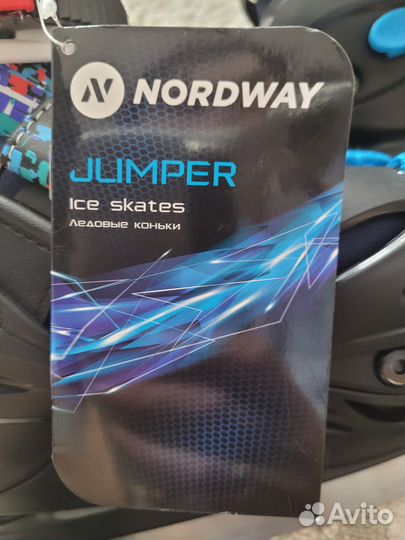 NORDWAY
JUMPER
Ice skates
Ледовые коньки
Avito